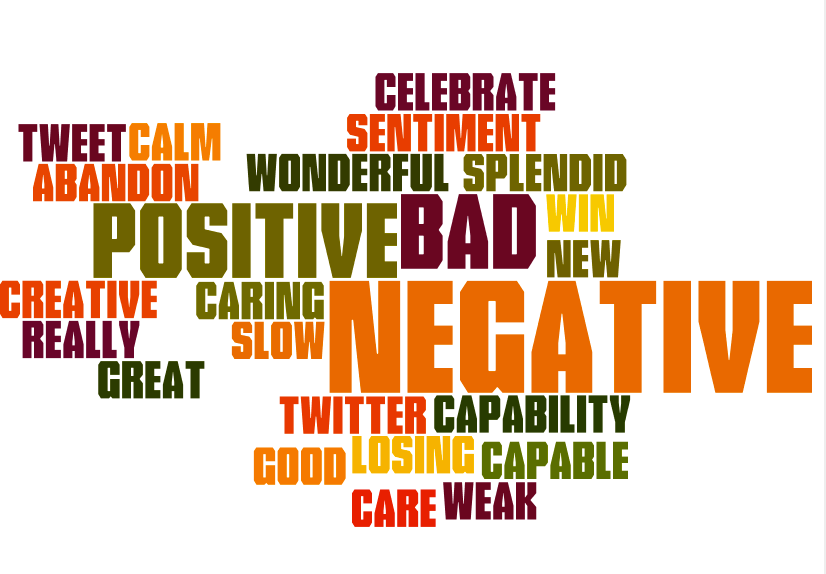 CELEBRATE
SENTIMENT
TWEET CALM
WONDERFUL SPLENDID
ABANDON
POSITIVE BAD WIN
NEW
CREATIVE CARING NEGATIVE
REALLY SLOW
GREAT
TWITTER CAPABILITY
GOOD LOSING CAPABLE
CARE WEAK